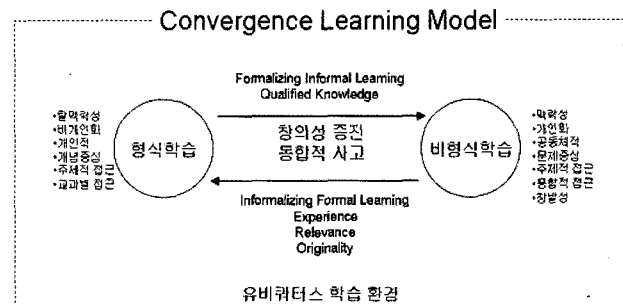 Convergence Learning Model
Formalizing Informal Learning
Qualified Knowledge
•탈맥락성
•비개인화
•개인적
•개념중심
•주제적 접근
•교과별 접근
형식학습
창의성 증진
통합적 사고
비형식학습
•맥락성
•개인화
•공동체적
•문제중심
•주제적 접근
•통합적 접근
•창발성
Informalizing Formal Learning
Experience
Relevance
Originality
유비쿼터스 학습 환경